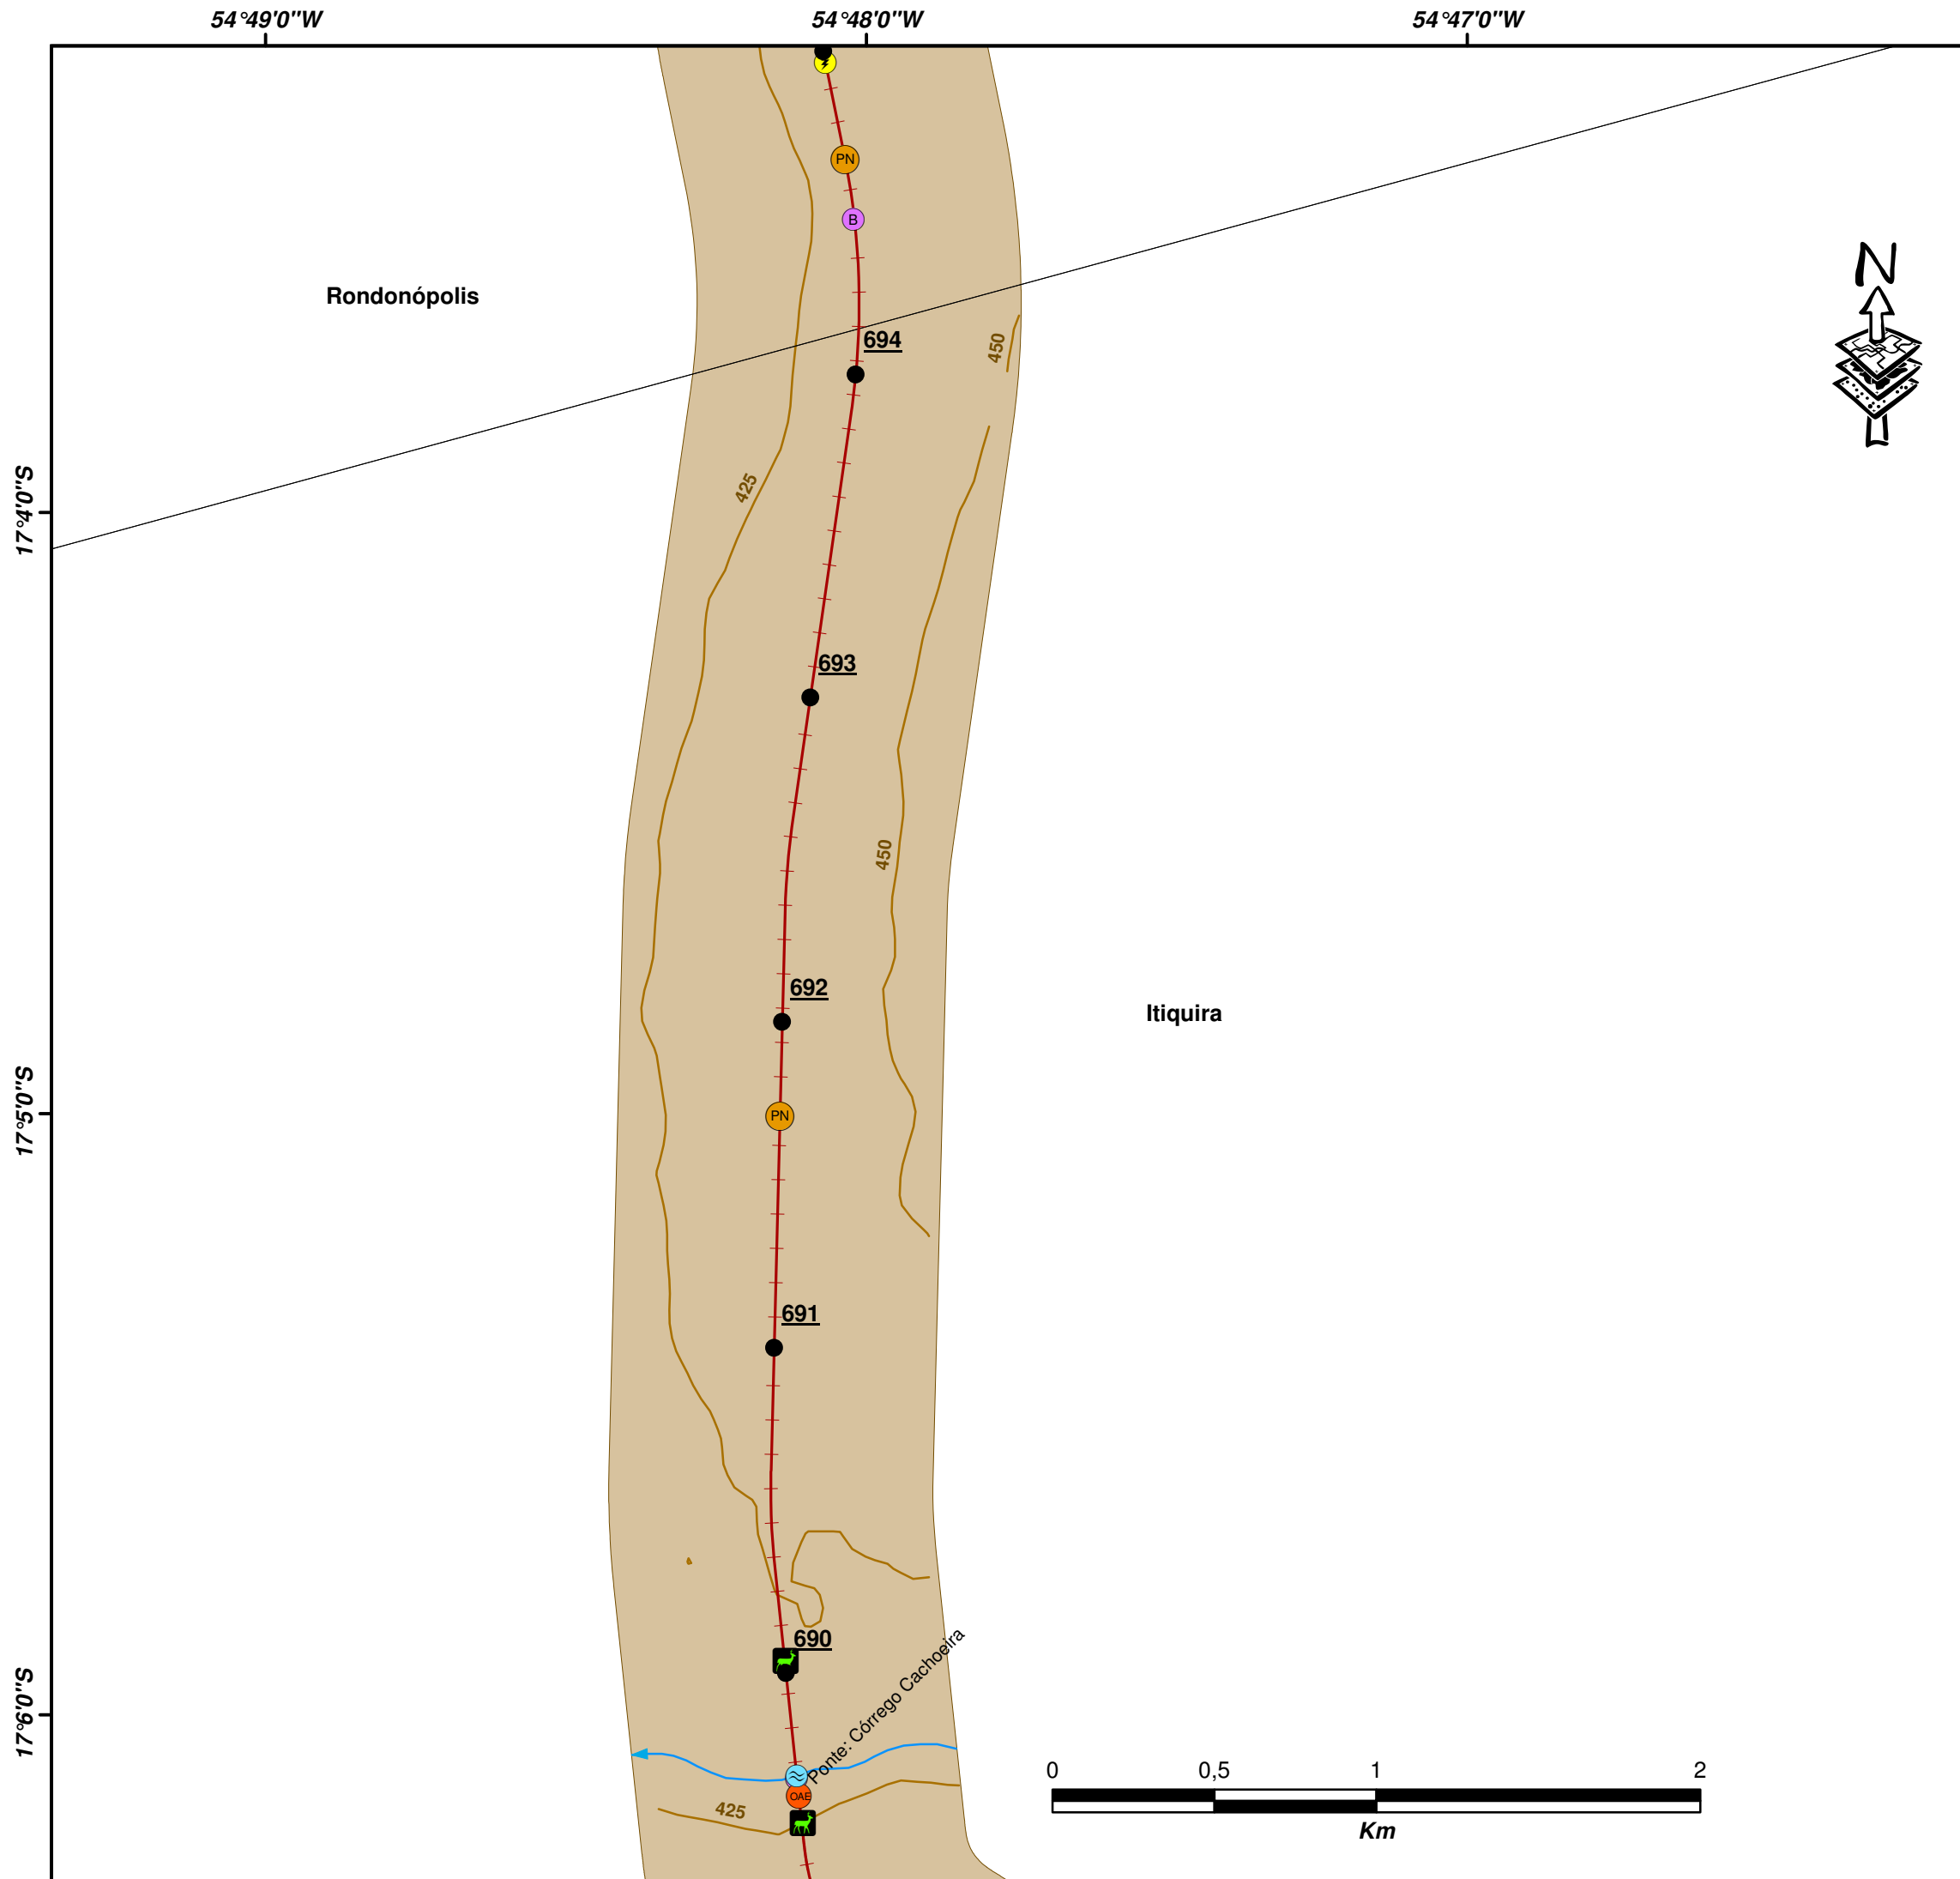 54°49'0"W
54°48'0"W
54°47'0"W
PN
B
N
Rondonópolis
694
450
425
17°4'0"S
693
450
692
Itiquira
17°5'0"S
PN
691
690
Ponte: Córrego Cachoeira
17°6'0"S
0 0,5 1 2
OAE
425
Km